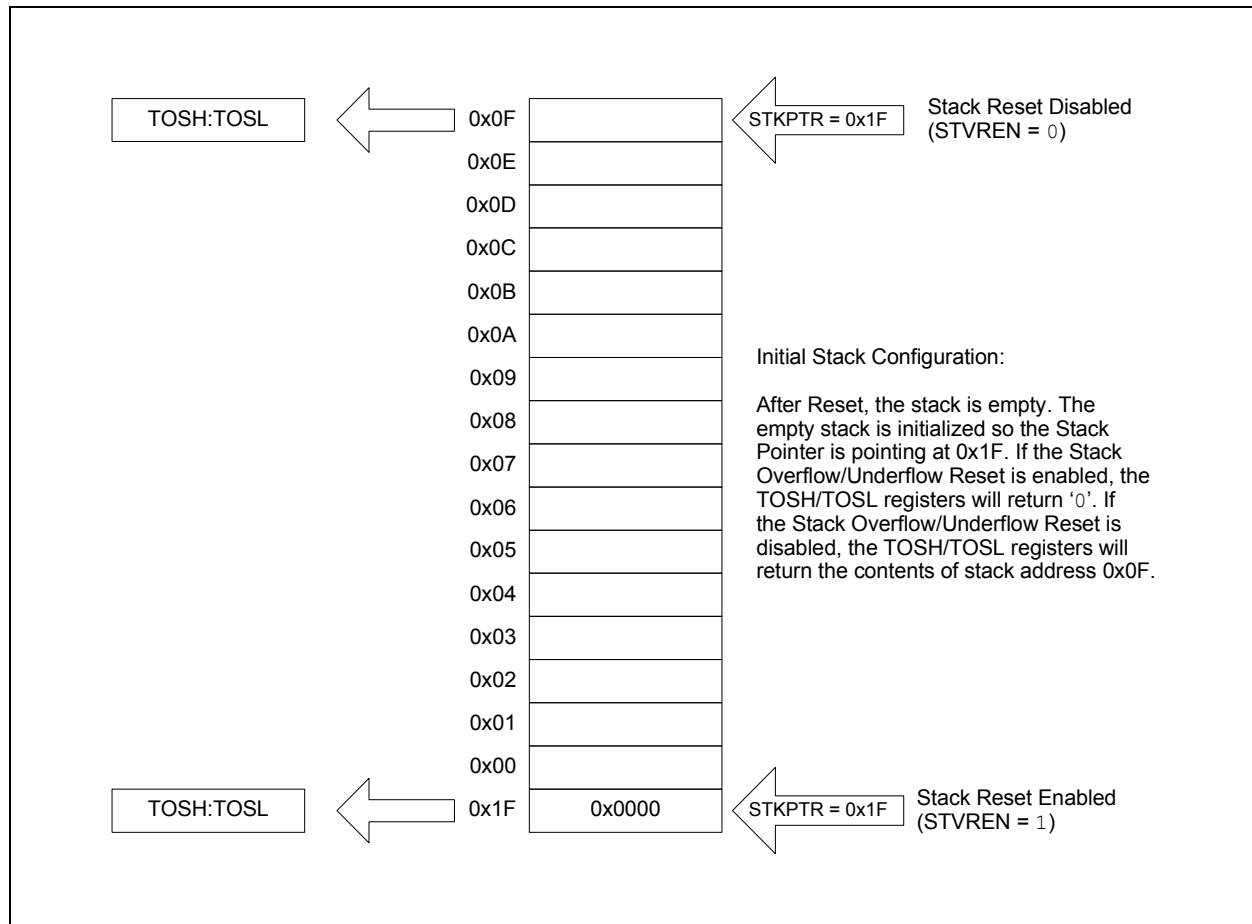 TOSH:TOSL
0x0F
STKPTR = 0x1F
Stack Reset Disabled
(STVREN = 0)
0x0E
0x0D
0x0C
0x0B
0x0A
0x09
0x08
0x07
0x06
0x05
0x04
0x03
0x02
0x01
0x00
Initial Stack Configuration:
After Reset, the stack is empty. The
empty stack is initialized so the Stack
Pointer is pointing at 0x1F. If the Stack
Overflow/Underflow Reset is enabled, the
TOSH/TOSL registers will return ‘0’. If
the Stack Overflow/Underflow Reset is
disabled, the TOSH/TOSL registers will
return the contents of stack address 0x0F.
TOSH:TOSL
0x1F
0x0000
STKPTR = 0x1F
Stack Reset Enabled
(STVREN = 1)